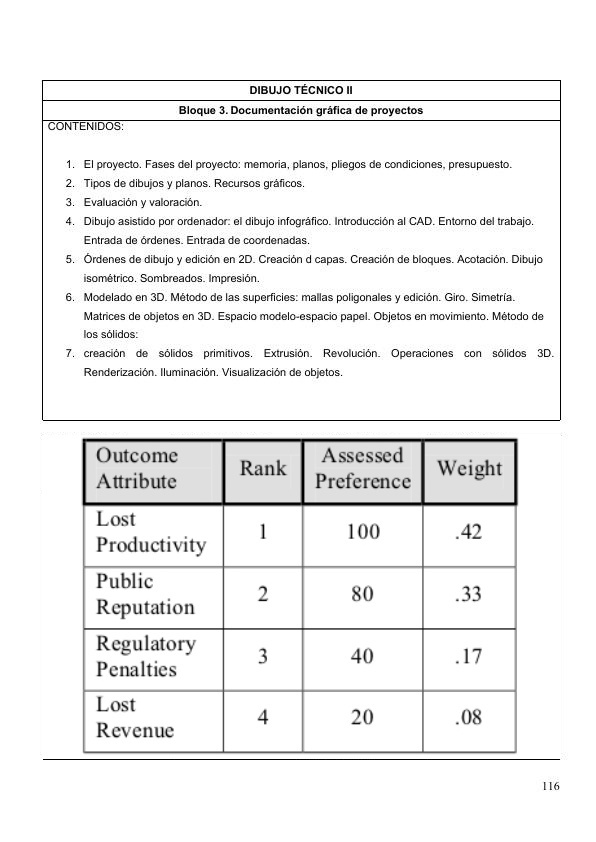 DIBUJO TÉCNICO II
Bloque 3. Documentación gráfica de proyectos
CONTENIDOS:
1. El proyecto. Fases del proyecto: memoria, planos, pliegos de condiciones, presupuesto.
2. Tipos de dibujos y planos. Recursos gráficos.
3. Evaluación y valoración.
4. Dibujo asistido por ordenador: el dibujo infográfico. Introducción al CAD. Entorno del trabajo.
Entrada de órdenes. Entrada de coordenadas.
5. Órdenes de dibujo y edición en 2D. Creación d capas. Creación de bloques. Acotación. Dibujo
isométrico. Sombreados. Impresión.
6. Modelado en 3D. Método de las superficies: mallas poligonales y edición. Giro. Simetría.
Matrices de objetos en 3D. Espacio modelo-espacio papel. Objetos en movimiento. Método de
los sólidos:
7. creación de sólidos primitivos. Extrusión. Revolución. Operaciones con sólidos 3D.
Renderización. Iluminación. Visualización de objetos.
Outcome Attribute Rank Assessed Preference Weight
Lost Productivity 1 100 .42
Public Reputation 2 80 .33
Regulatory Penalties 3 40 .17
Lost Revenue 4 20 .08
116